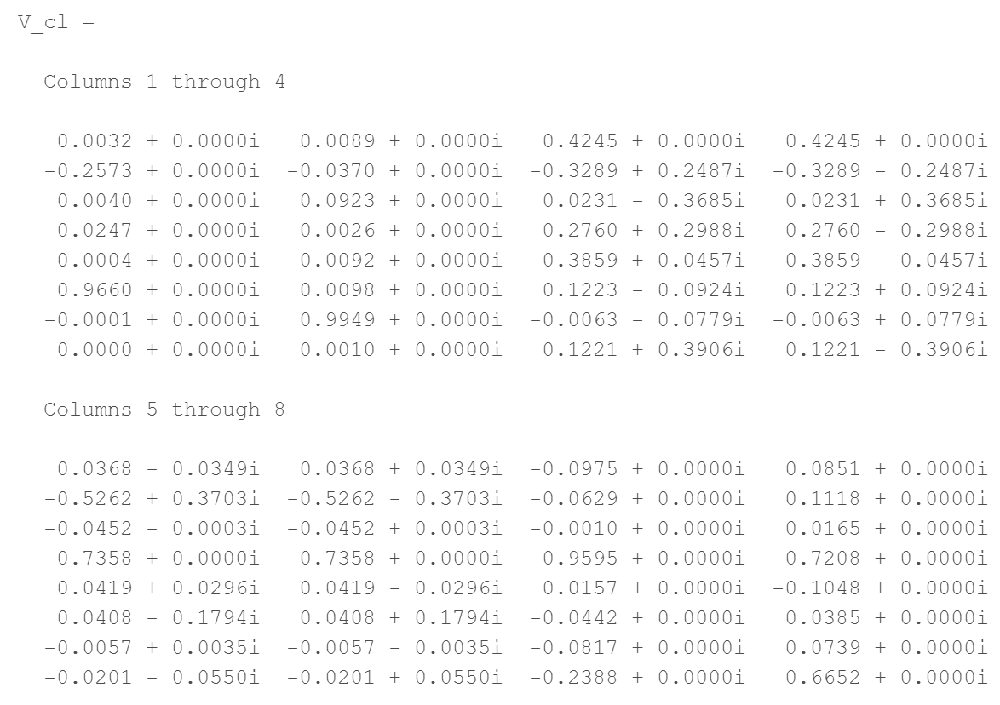 V_cl =
Columns 1 through 4
0.0032 + 0.0000i 0.0089 + 0.0000i 0.4245 + 0.0000i 0.4245 + 0.0000i
-0.2573 + 0.0000i -0.0370 + 0.0000i -0.3289 + 0.2487i -0.3289 - 0.2487i
0.0040 + 0.0000i 0.0923 + 0.0000i 0.0231 - 0.3685i 0.0231 + 0.3685i
0.0247 + 0.0000i 0.0026 + 0.0000i 0.2760 + 0.2988i 0.2760 - 0.2988i
-0.0004 + 0.0000i -0.0092 + 0.0000i -0.3859 + 0.0457i -0.3859 - 0.0457i
0.9660 + 0.0000i 0.0098 + 0.0000i 0.1223 - 0.0924i 0.1223 + 0.0924i
-0.0001 + 0.0000i 0.9949 + 0.0000i -0.0063 - 0.0779i -0.0063 + 0.0779i
0.0000 + 0.0000i 0.0010 + 0.0000i 0.1221 + 0.3906i 0.1221 - 0.3906i
Columns 5 through 8
0.0368 - 0.0349i 0.0368 + 0.0349i -0.0975 + 0.0000i 0.0851 + 0.0000i
-0.5262 + 0.3703i -0.5262 - 0.3703i -0.0629 + 0.0000i 0.1118 + 0.0000i
-0.0452 - 0.0003i -0.0452 + 0.0003i -0.0010 + 0.0000i 0.0165 + 0.0000i
0.7358 + 0.0000i 0.7358 + 0.0000i 0.9595 + 0.0000i -0.7208 + 0.0000i
0.0419 + 0.0296i 0.0419 - 0.0296i 0.0157 + 0.0000i -0.1048 + 0.0000i
0.0408 - 0.1794i 0.0408 + 0.1794i -0.0442 + 0.0000i 0.0385 + 0.0000i
-0.0057 + 0.0035i -0.0057 - 0.0035i -0.0817 + 0.0000i 0.0739 + 0.0000i
-0.0201 - 0.0550i -0.0201 + 0.0550i -0.2388 + 0.0000i 0.6652 + 0.0000i